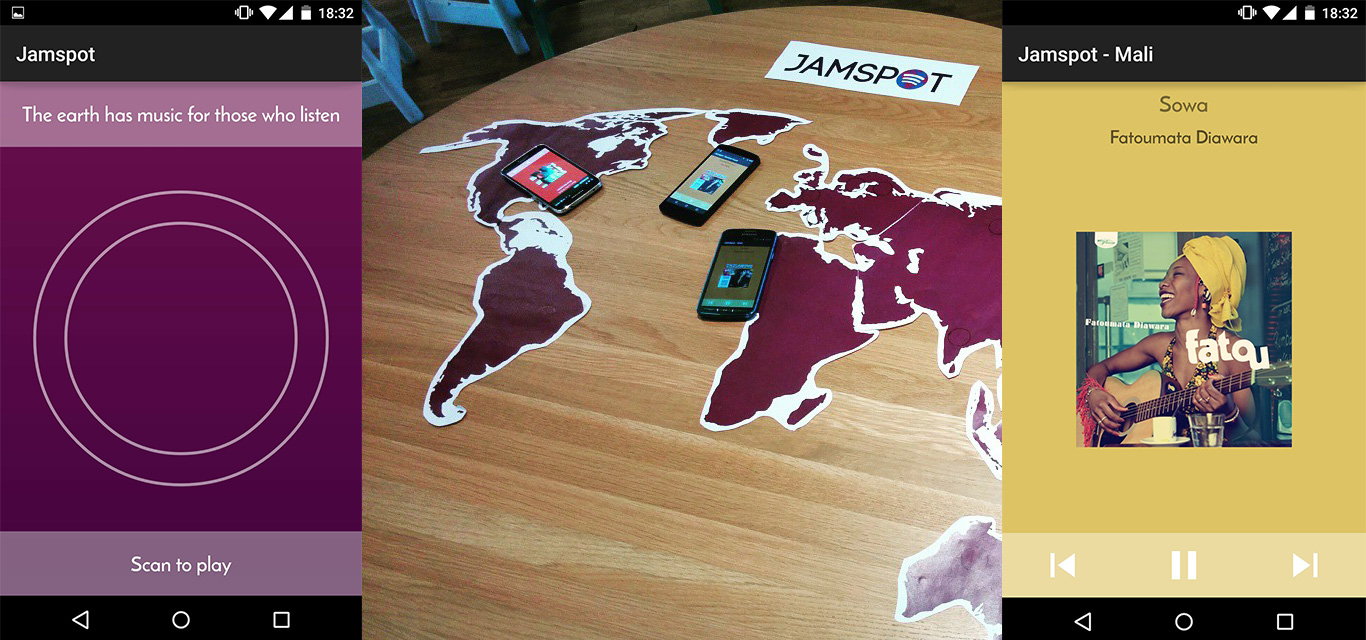 18:32
Jamspot
The earth has music for those who listen
Scan to play
JAMSPOT
18:32
Jamspot - Mali
Sowa
Fatoumata Diawara
Fatoumata Diawara
fatou